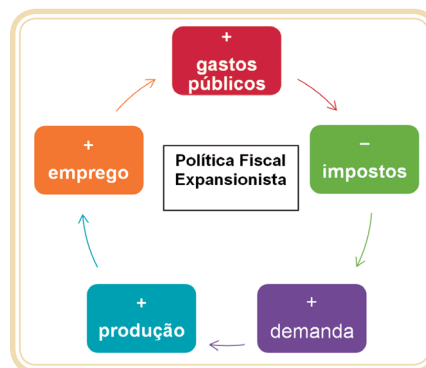 +
gastos
públicos
−
impostos
+
demanda
+
produção
+
emprego
Política Fiscal
Expansionista